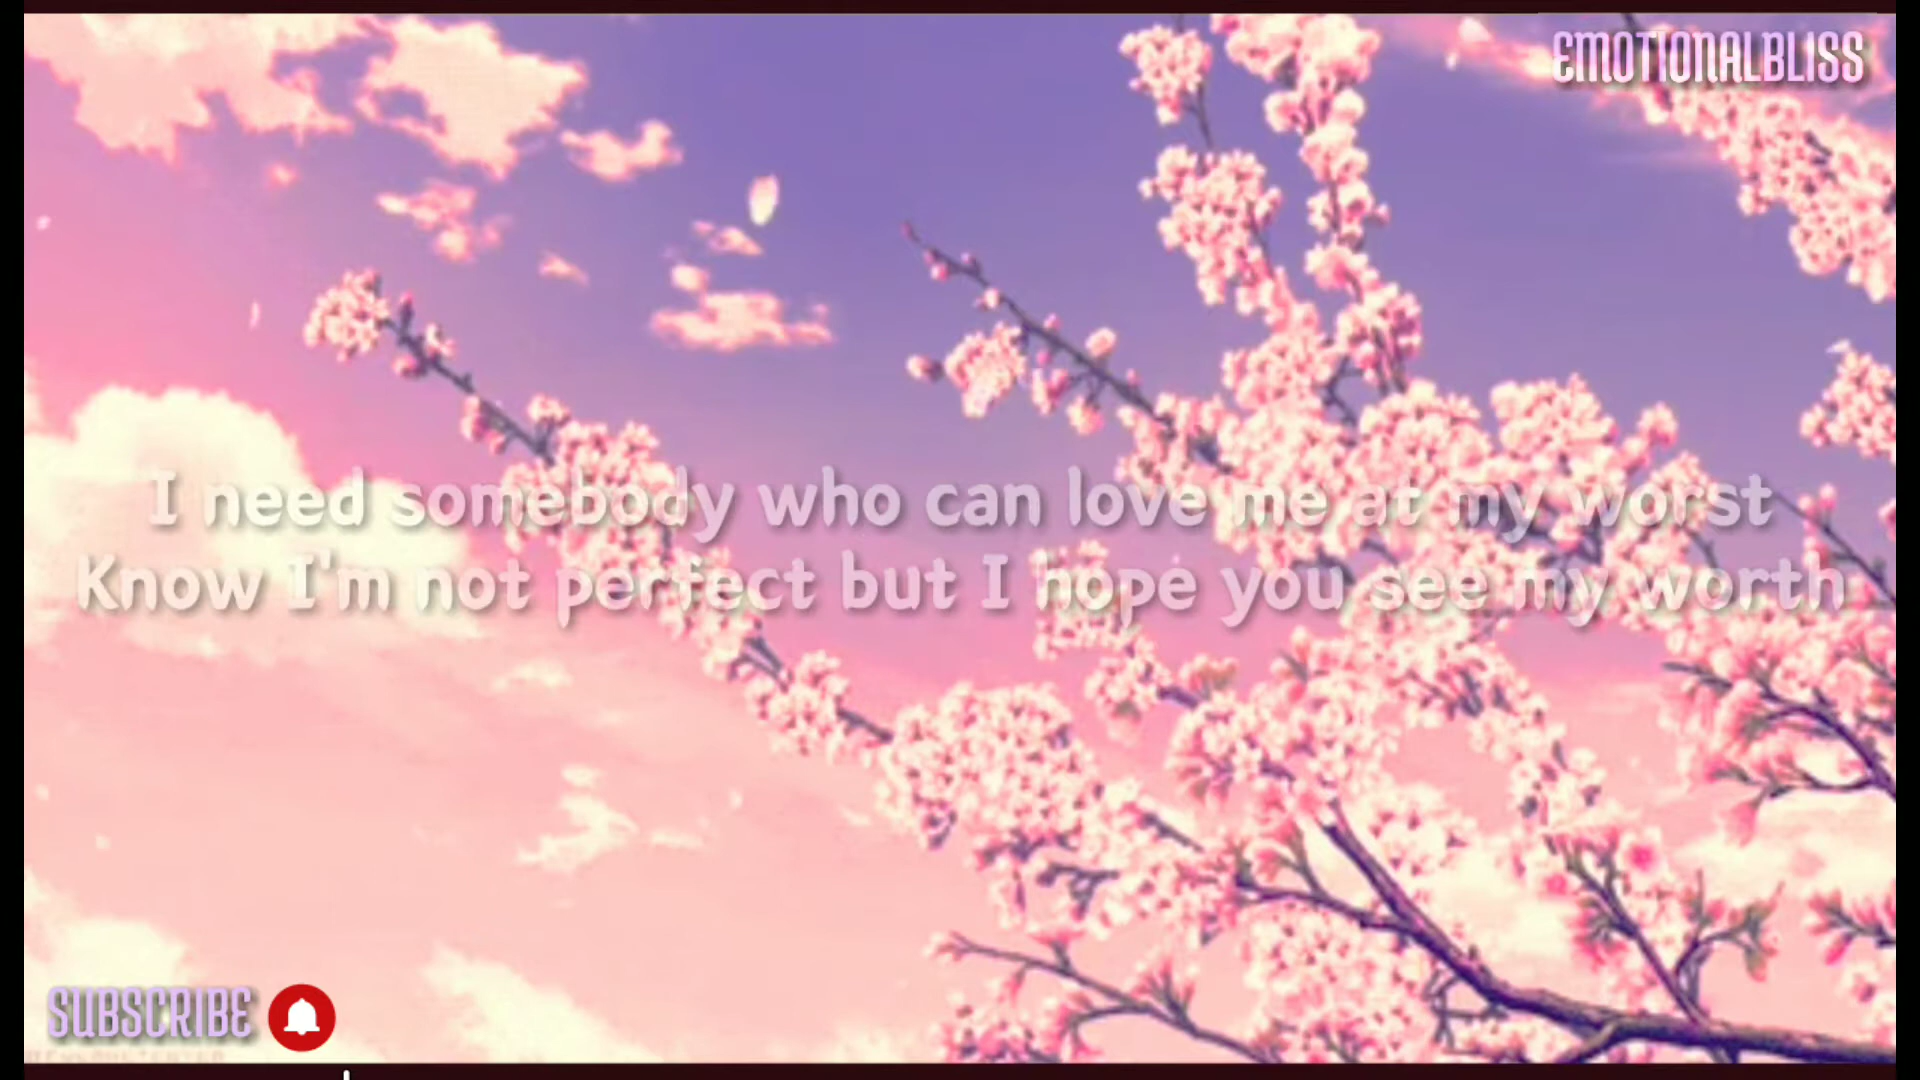 EMOTIONALBLISS
I need somebody who can love me at my worst
Know I'm not perfect but I hope you see my worth
SUBSCRIBE